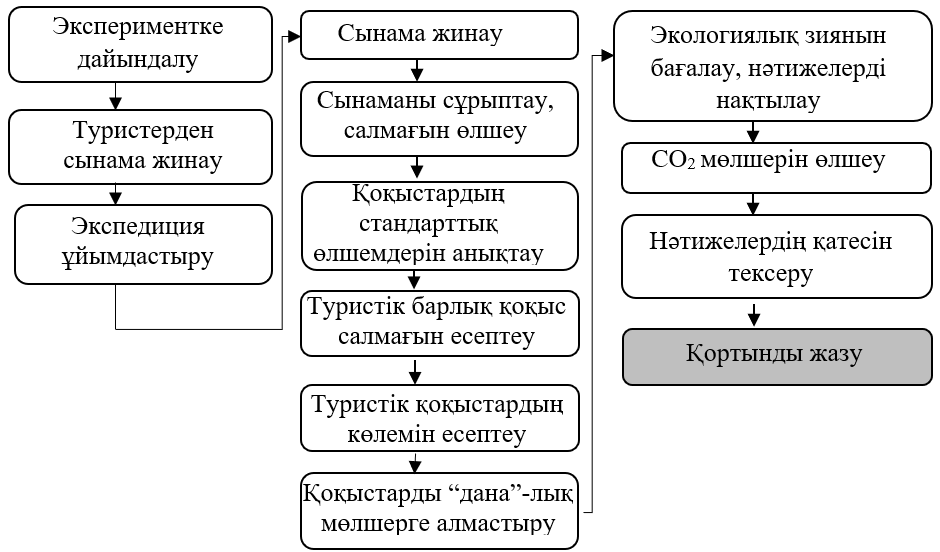 Экспериментке
дайындалу
Туристерден
сынама жинау
Экспедиция
ұйымдастыру
Сынама жинау
Сынаманы сұрыптау,
салмағын өлшеу
Қоқыстардың
стандарттық
өлшемдерін анықтау
Туристік барлық қоқыс
салмағын есептеу
Туристік қоқыстардың
көлемін есептеу
Қоқыстарды “дана”-лық
мөлшерге алмастыру
Экологиялық зиянын
бағалау, нәтижелерді
нақтылау
CO₂ мөлшерін өлшеу
Нәтижелердің қатесін
тексеру
Қортынды жазу